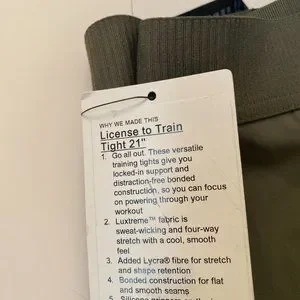 WHY WE MADE THIS
License to Train
Tight 21"
1. Go all out. These versatile
training tights give you
locked-in support and
distraction-free bonded
construction, so you can focus
on powering through your
workout
2. Luxtreme™ fabric is
sweat-wicking and four-way
stretch with a cool, smooth
feel
3. Added Lycra® fibre for stretch
and shape retention
4. Bonded construction for flat
and smooth seams
5. Silicone grippers